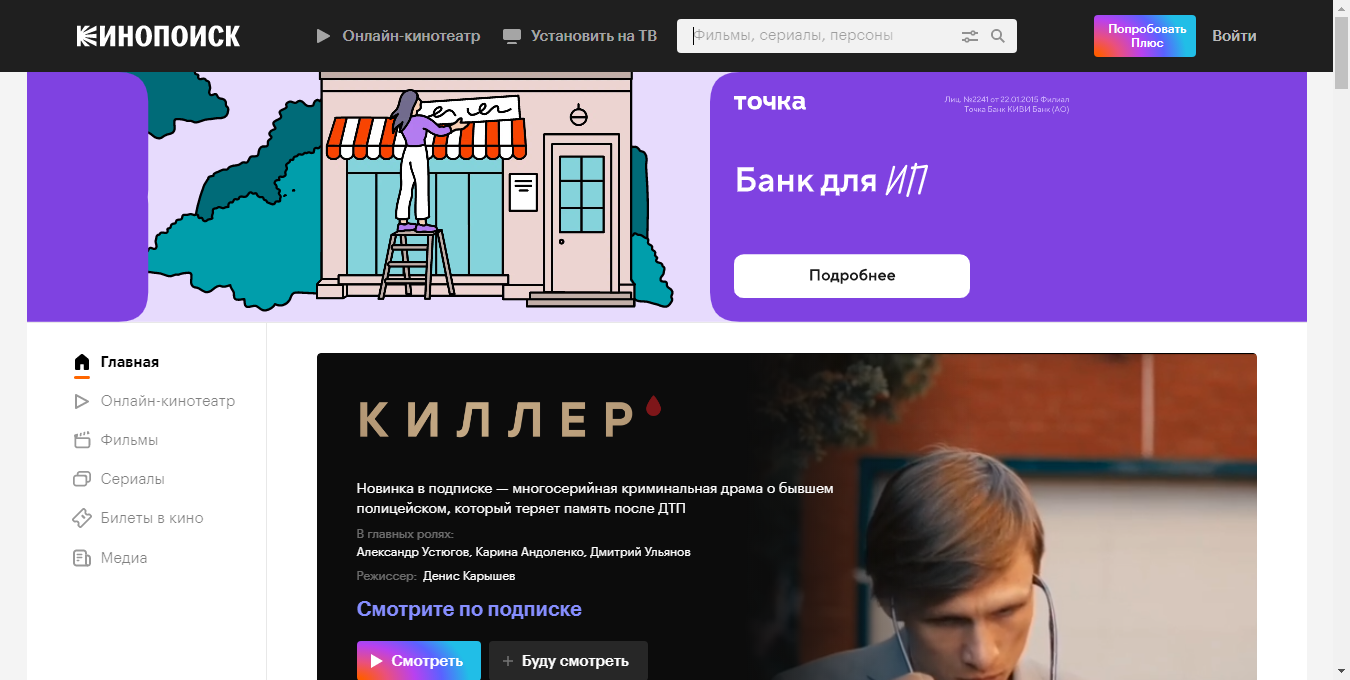 КИНОПОИСК
Онлайн-кинотеатр
Установить на ТВ
Фильмы, сериалы, персоны
Попробовать
Плюс
Войти
точка
Лиц. №2241 от 22.01.2015 Филиал
Точка Банк КИВИ Банк (АО)
Банк для ИП
Подробнее
Главная
Онлайн-кинотеатр
Фильмы
Сериалы
Билеты в кино
Медиа
КИЛЛЕР
Новинка в подписке — многосерийная криминальная драма о бывшем
полицейском, который теряет память после ДТП
В главных ролях:
Александр Устюгов, Карина Андоленко, Дмитрий Ульянов
Режиссер: Денис Карышев
Смотрите по подписке
Смотреть
Буду смотреть